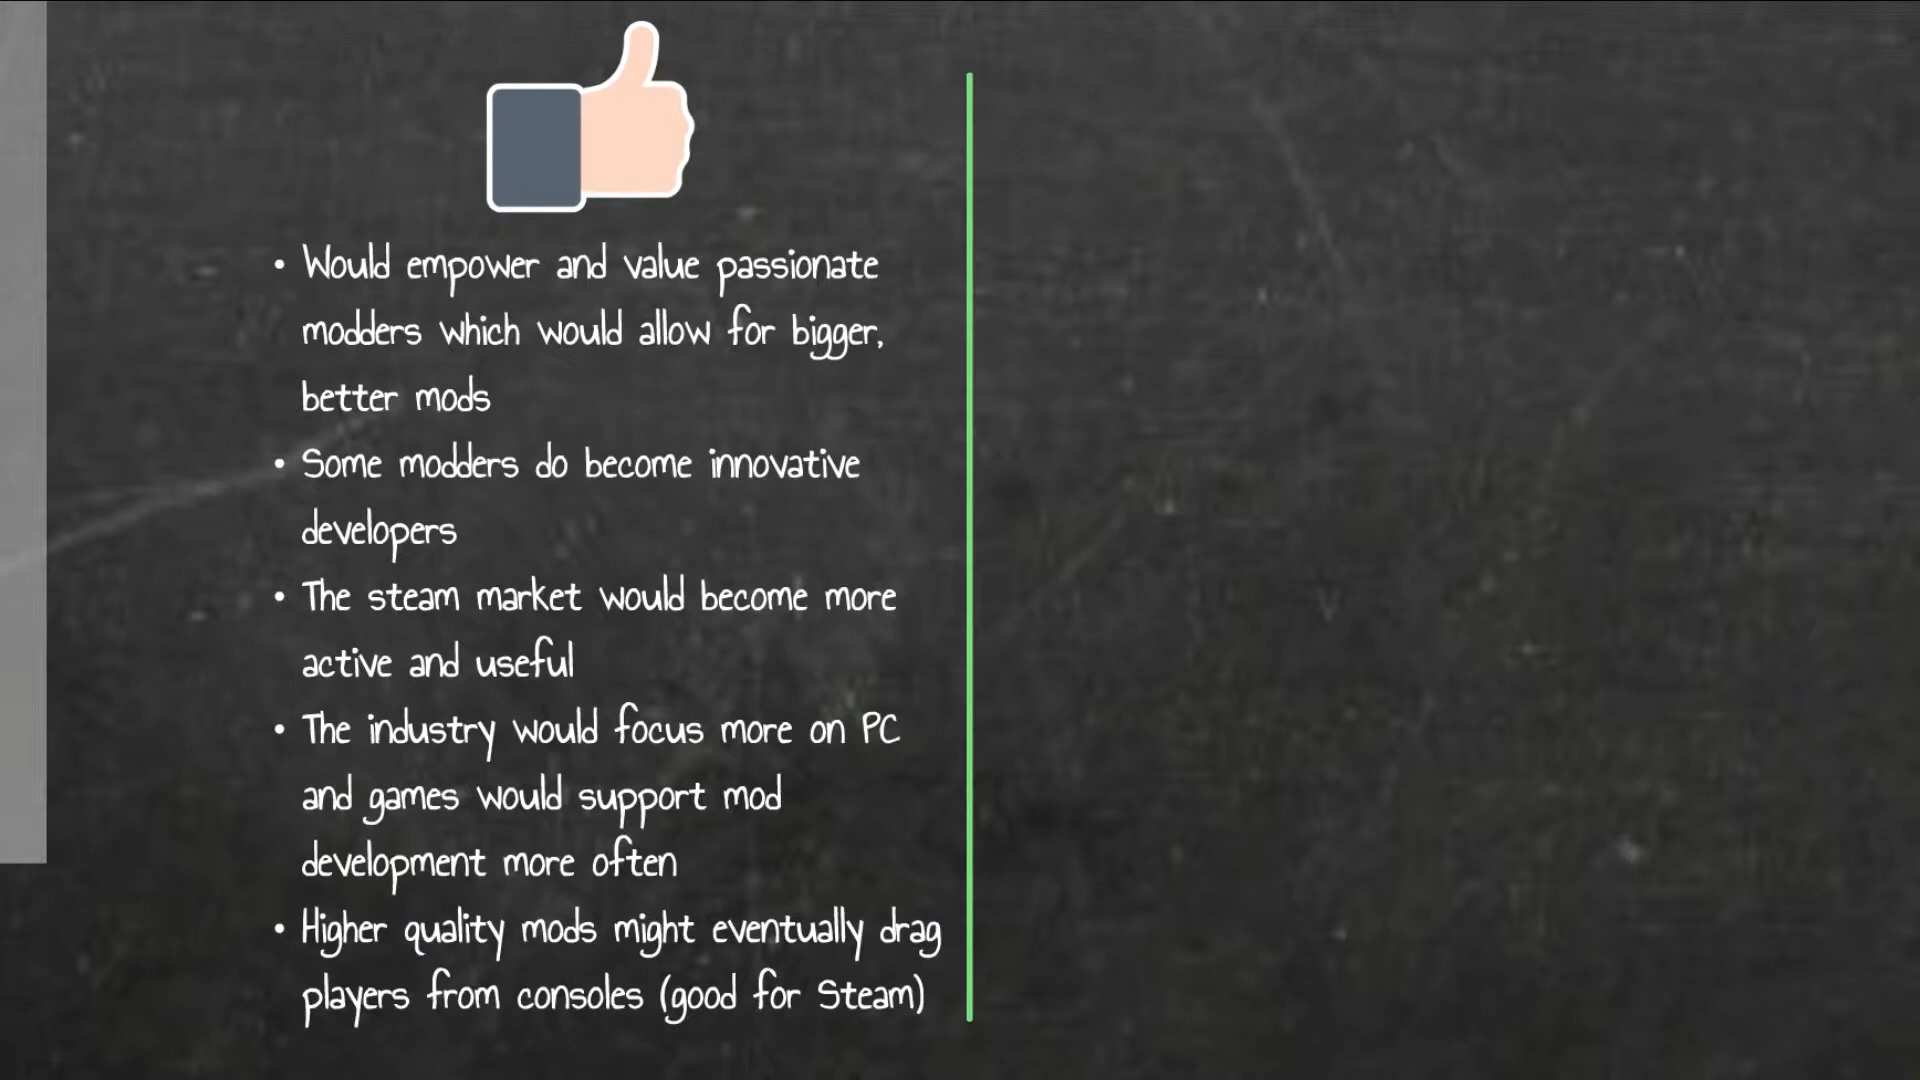 • Would empower and value passionate
modders which would allow for bigger,
better mods
• Some modders do become innovative
developers
• The steam market would become more
active and useful
• The industry would focus more on PC
and games would support mod
development more often
• Higher quality mods might eventually drag
players from consoles (good for Steam)